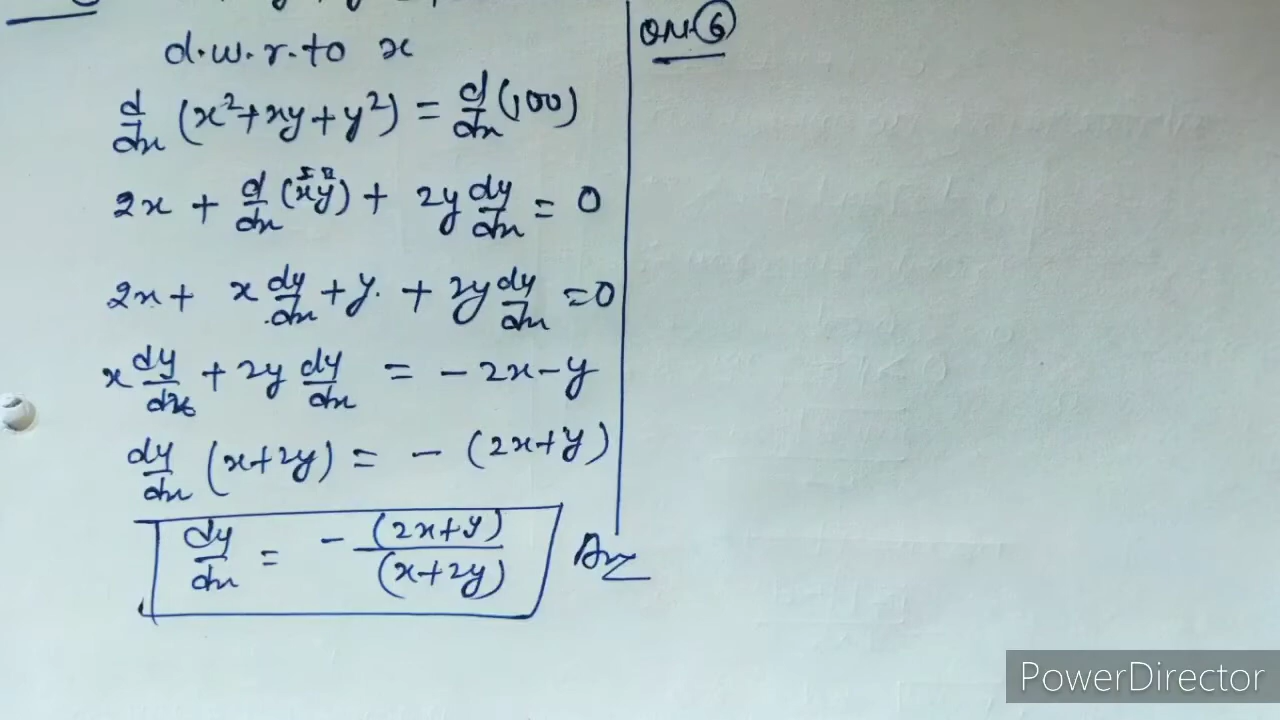 d.w.r.to x
d/dx (x²+xy+y²) = d/dx (100)
2x + d/dx (xy) + 2y dy/dx = 0
2x + x dy/dx + y. + 2y dy/dx = 0
x dy/dx + 2y dy/dx = - 2x - y
dy/dx (x+2y) = - (2x+y)
dy/dx = - (2x+y)/(x+2y) Ans
QN.6
PowerDirector